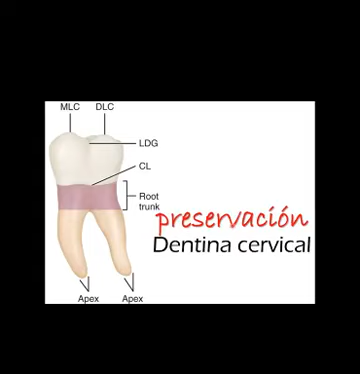 MLC DLC
LDG
CL
Root
trunk
preservación
Dentina cervical
Apex Apex